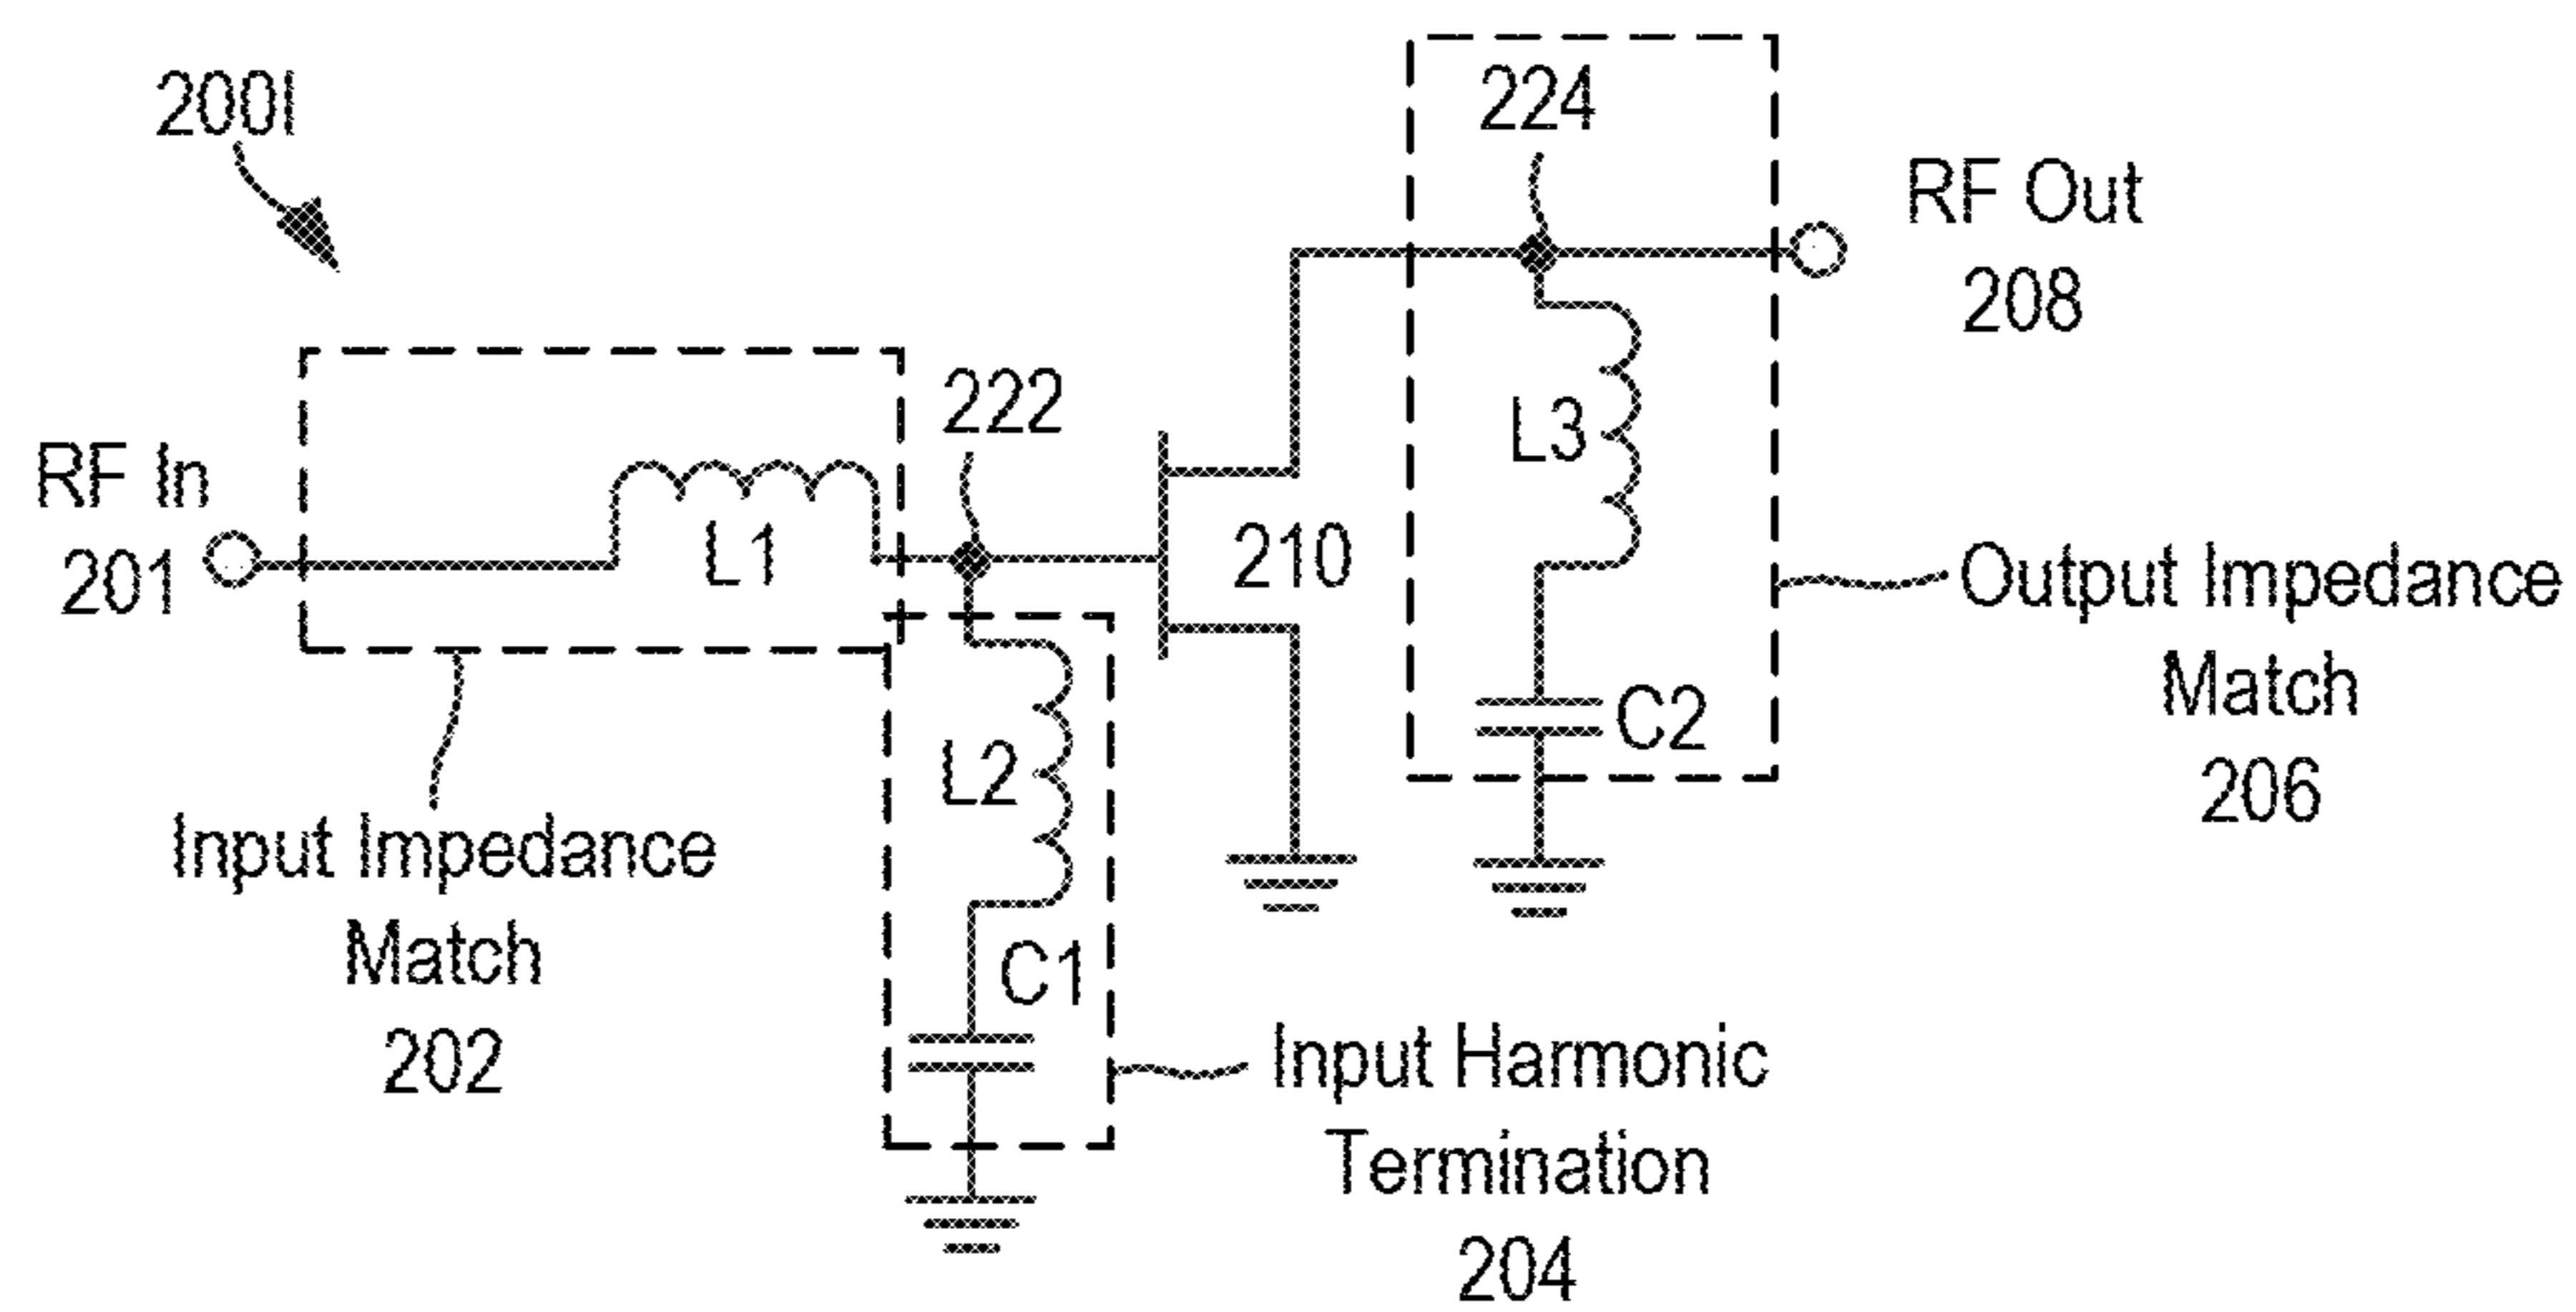 200I
224
RF Out
208
222
RF In
201
L1
210
L3
Output Impedance
Match
206
C2
L2
Input Impedance
Match
202
C1
Input Harmonic
Termination
204